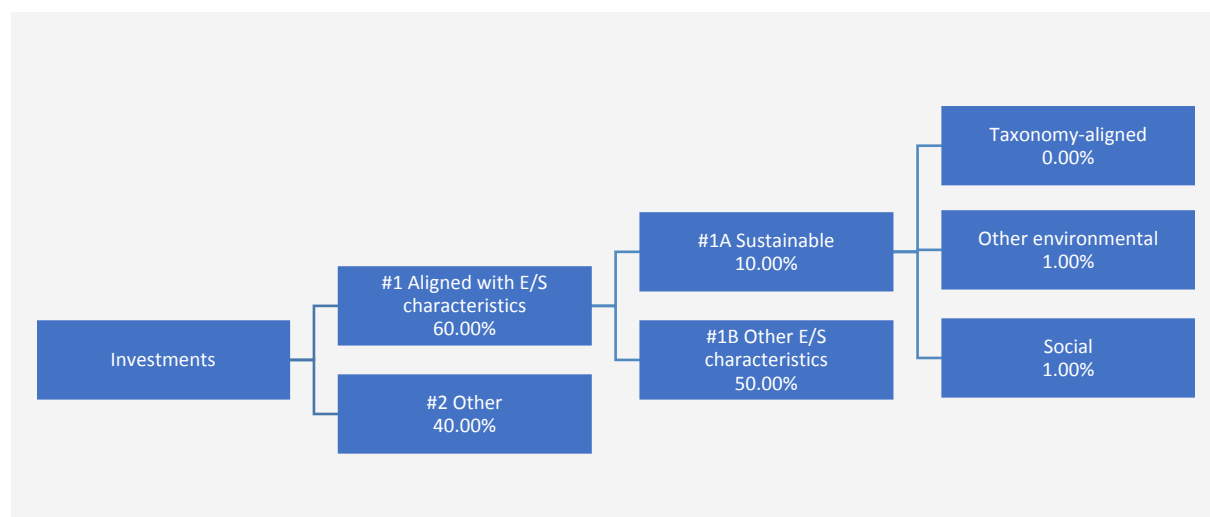 Investments
#1 Aligned with E/S
characteristics
60.00%
#2 Other
40.00%
#1A Sustainable
10.00%
#1B Other E/S
characteristics
50.00%
Taxonomy-aligned
0.00%
Other environmental
1.00%
Social
1.00%